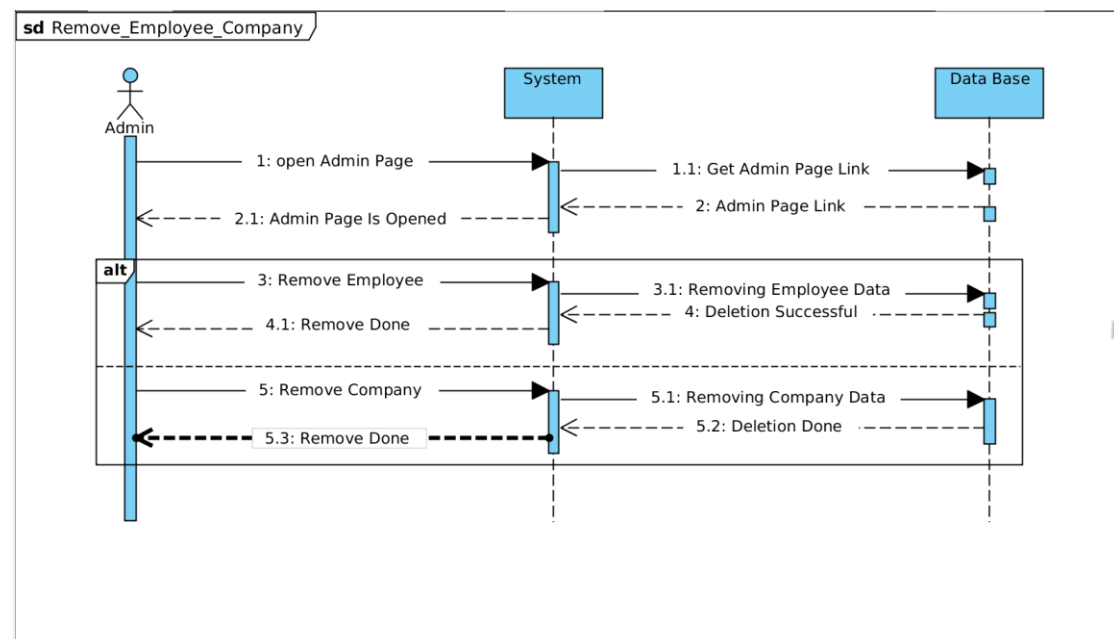 sd Remove_Employee_Company
System
Data Base
Admin
1: open Admin Page
1.1: Get Admin Page Link
2: Admin Page Link
2.1: Admin Page Is Opened
alt
3: Remove Employee
3.1: Removing Employee Data
4: Deletion Successful
4.1: Remove Done
5: Remove Company
5.1: Removing Company Data
5.2: Deletion Done
5.3: Remove Done